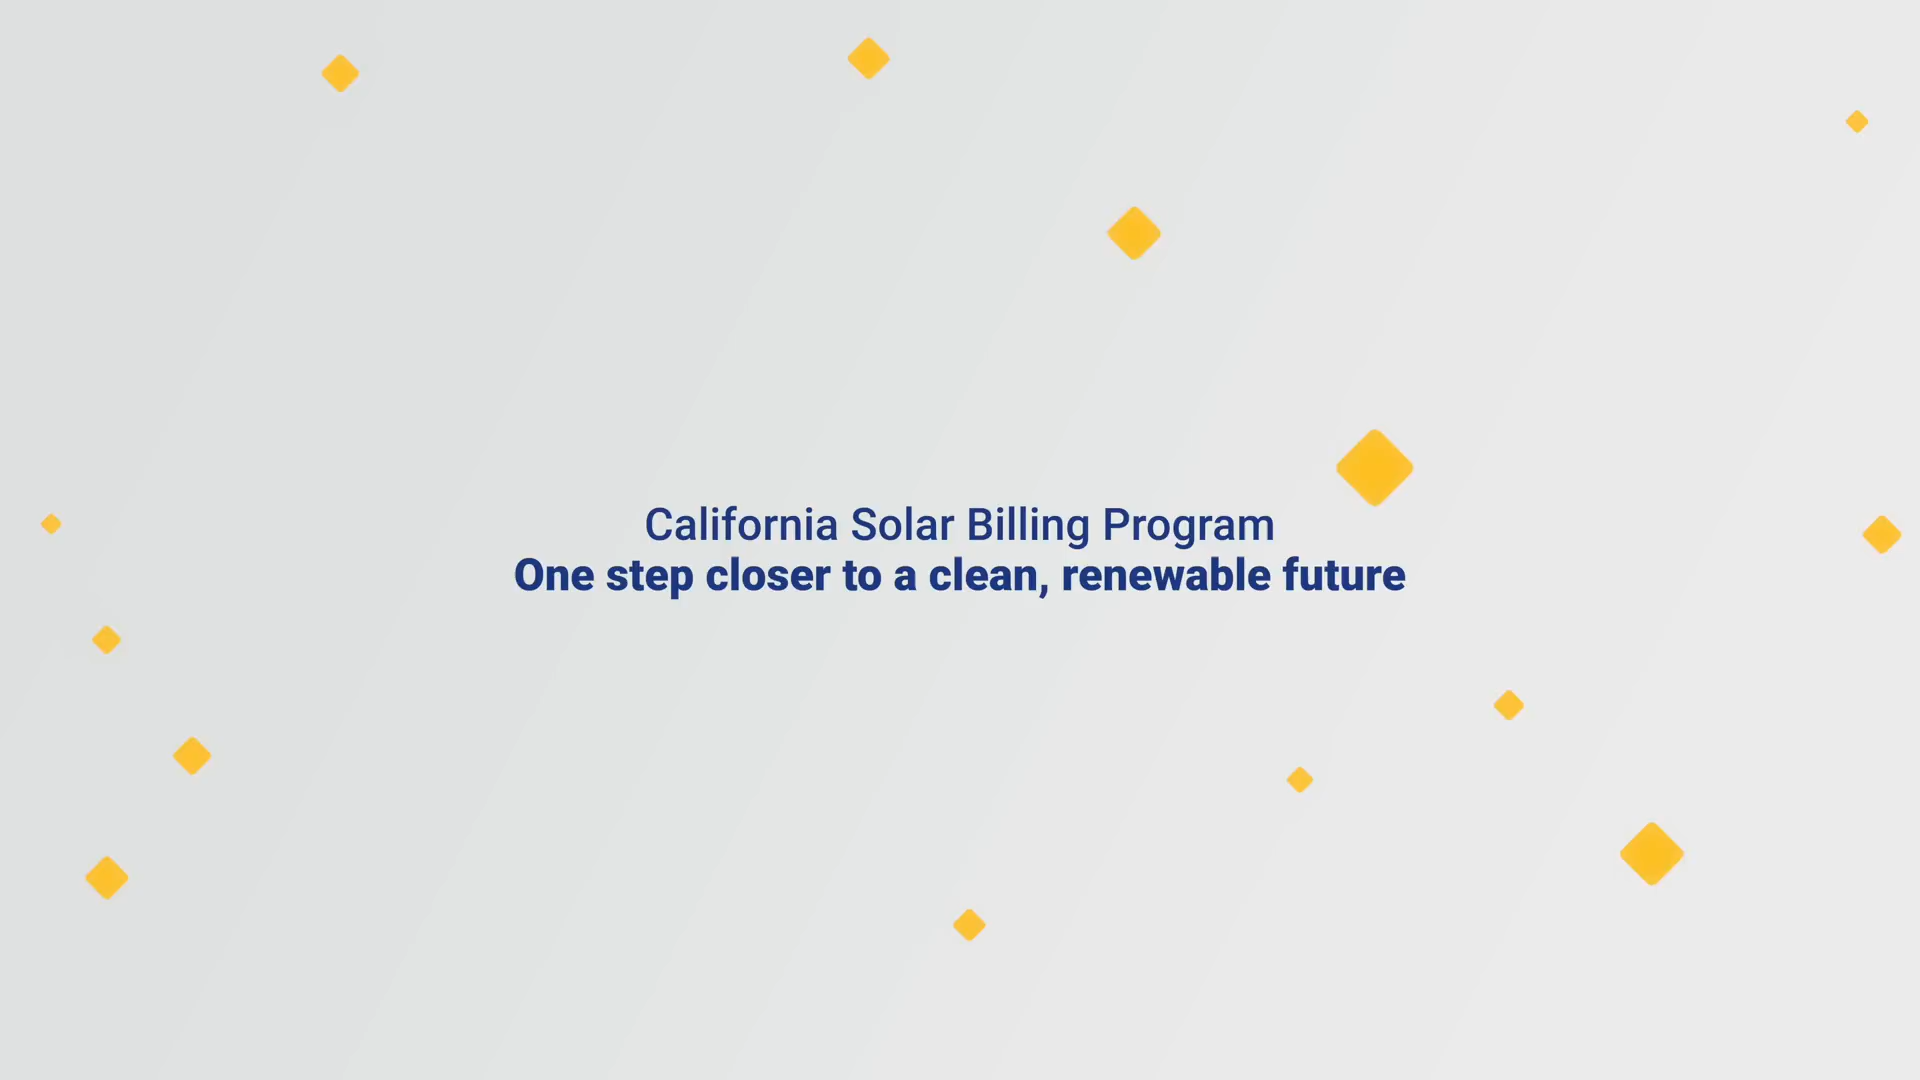 California Solar Billing Program
One step closer to a clean, renewable future